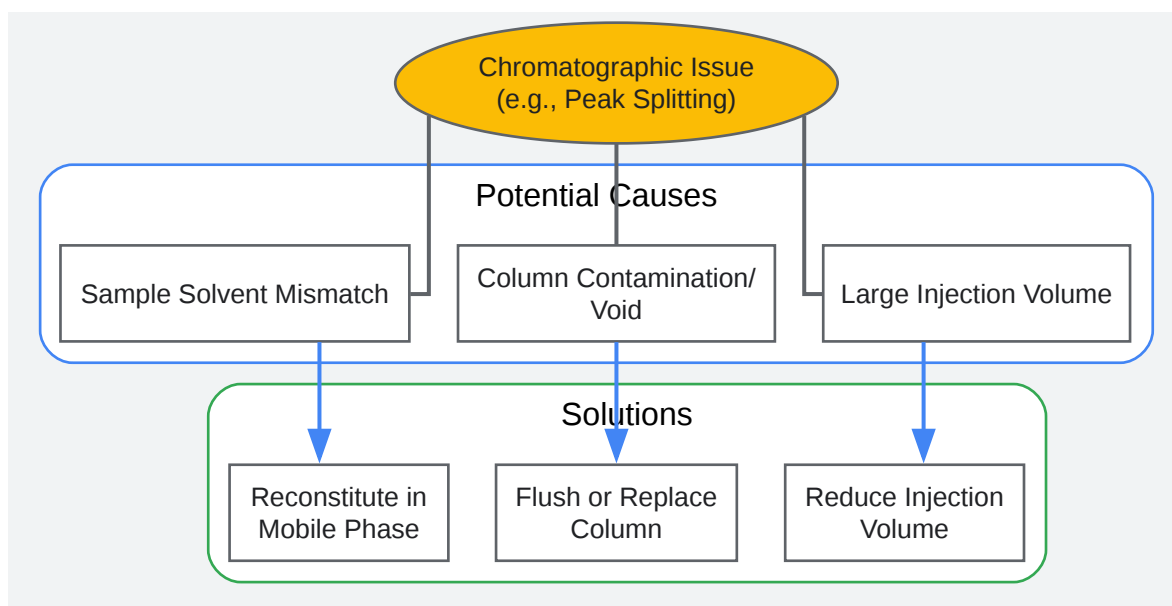 Chromatographic Issue
(e.g., Peak Splitting)
Potential Causes
Sample Solvent Mismatch
Column Contamination/
Void
Large Injection Volume
Solutions
Reconstitute in
Mobile Phase
Flush or Replace
Column
Reduce Injection
Volume